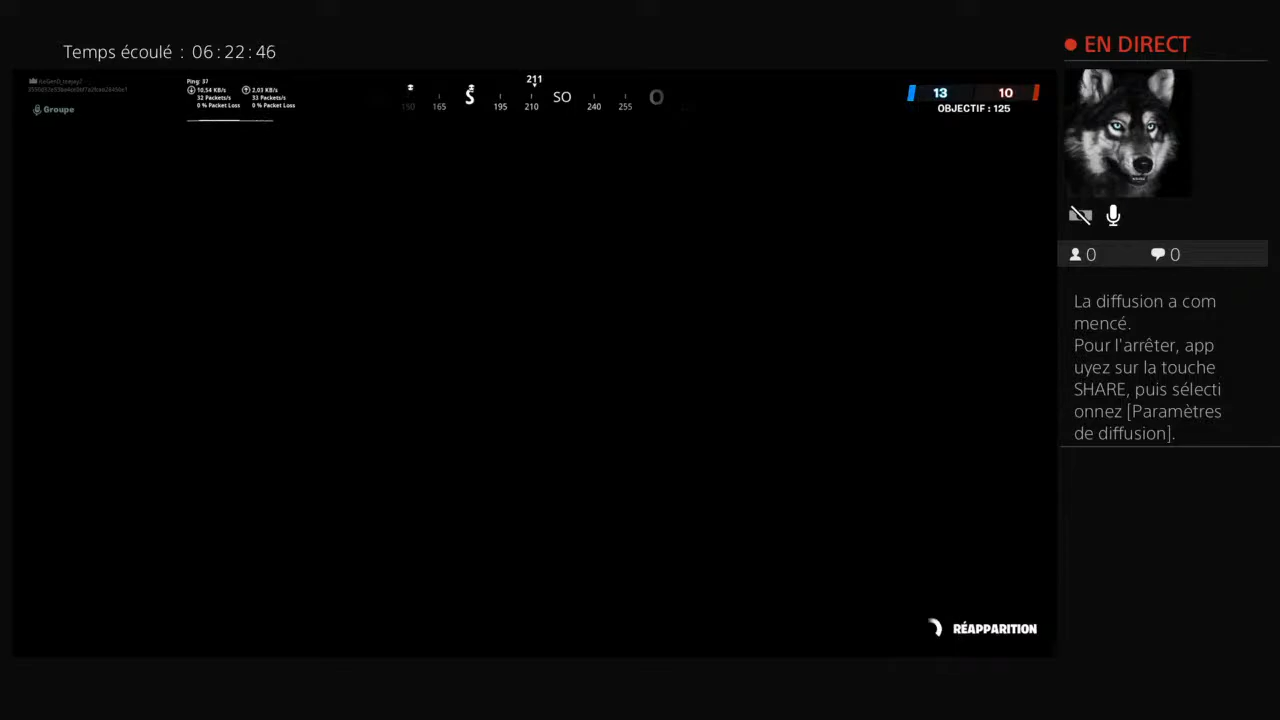 Temps écoulé : 06:22:46
EN DIRECT
Ping: 37
10.54 KB/s 2.03 KB/s
32 Packets/s 33 Packets/s
0 % Packet Loss 0 % Packet Loss
Groupe
211
150 165 S 195 210 SO 240 255 O
13 10
OBJECTIF : 125
0 0
La diffusion a com
mencé.
Pour l'arrêter, app
uyez sur la touche
SHARE, puis sélecti
onnez [Paramètres
de diffusion].
RÉAPPARITION